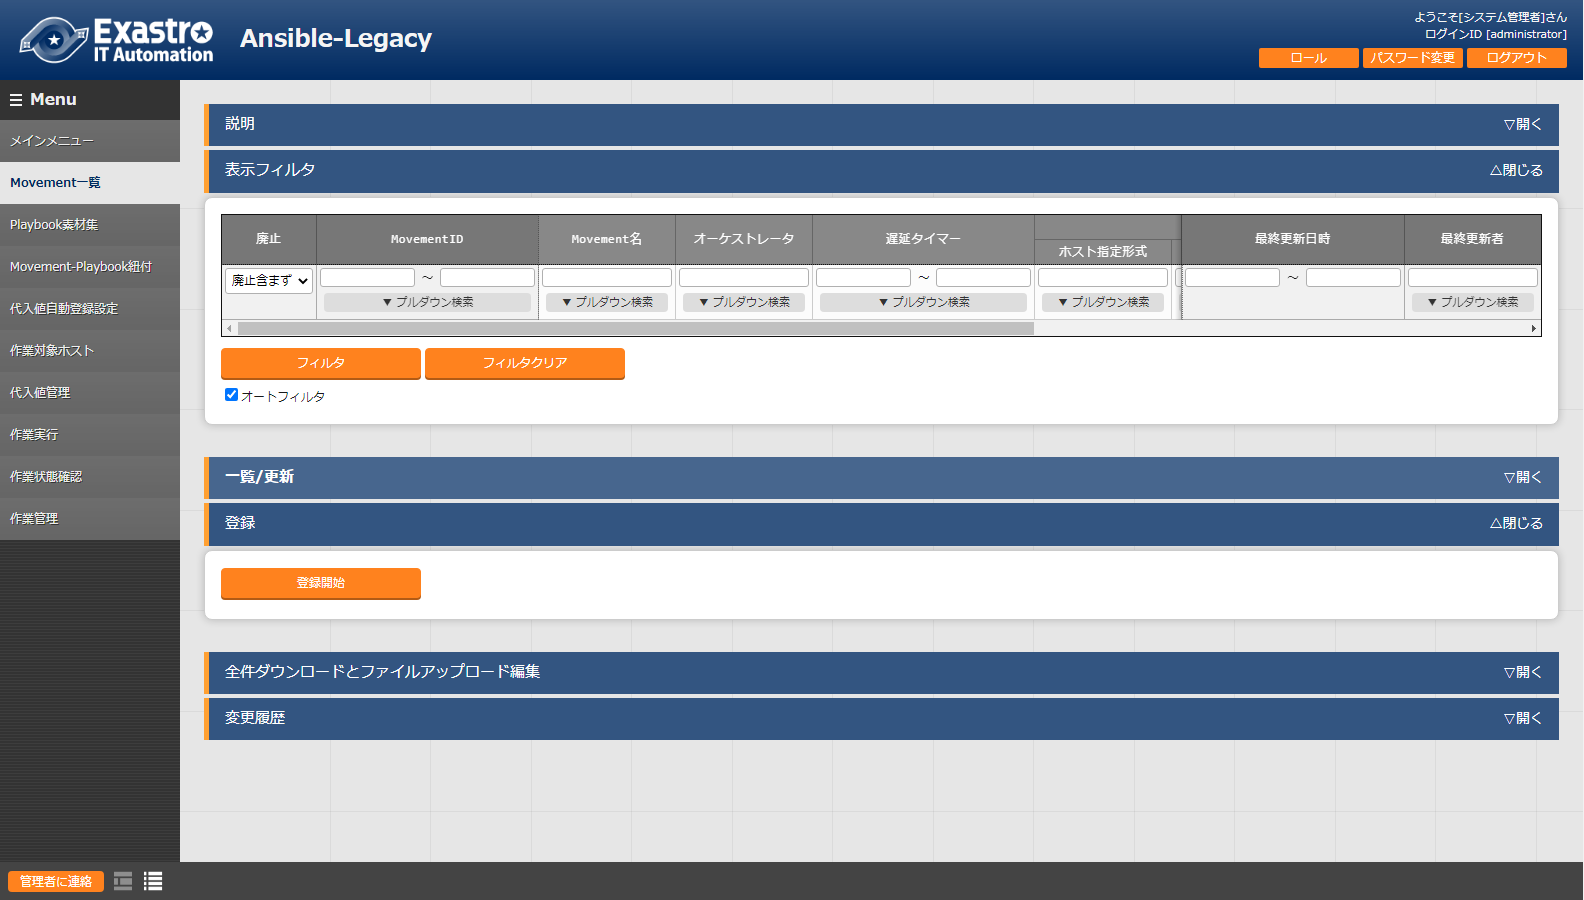 Exastro
IT Automation
Ansible-Legacy
ようこそ[システム管理者]さん
ログインID [administrator]
ロール
パスワード変更
ログアウト
Menu
メインメニュー
Movement一覧
Playbook素材集
Movement-Playbook紐付
代入値自動登録設定
作業対象ホスト
代入値管理
作業実行
作業状態確認
作業管理
説明
▽開く
表示フィルタ
△閉じる
廃止
MovementID
Movement名
オーケストレータ
遅延タイマー
ホスト指定形式
最終更新日時
最終更新者
廃止含まず
～
～
～
▼ プルダウン検索
▼ プルダウン検索
▼ プルダウン検索
▼ プルダウン検索
▼ プルダウン検索
▼ プルダウン検索
フィルタ
フィルタクリア
オートフィルタ
一覧/更新
▽開く
登録
△閉じる
登録開始
全件ダウンロードとファイルアップロード編集
▽開く
変更履歴
▽開く
管理者に連絡